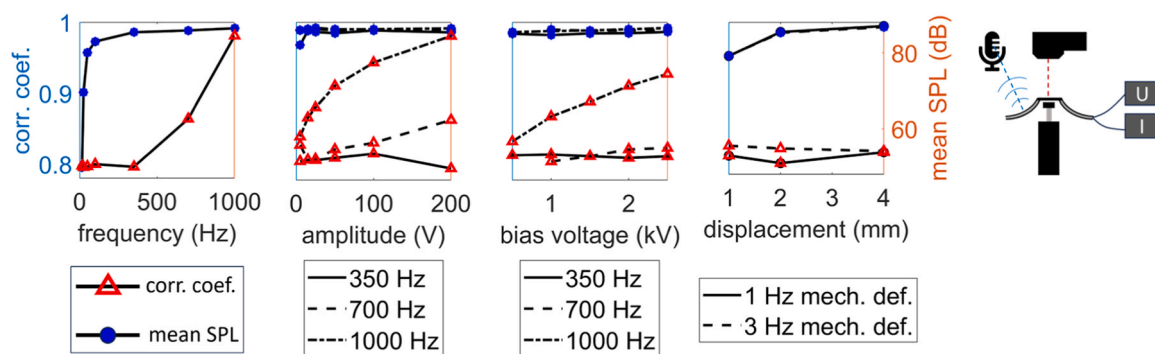 corr. coef.
1
0.9
0.8
0 500 1000
frequency (Hz)
0 100 200
amplitude (V)
1 2
bias voltage (kV)
1 2 3 4
displacement (mm)
80
60
mean SPL (dB)
U
I
corr. coef.
mean SPL
350 Hz
700 Hz
1000 Hz
350 Hz
700 Hz
1000 Hz
1 Hz mech. def.
3 Hz mech. def.